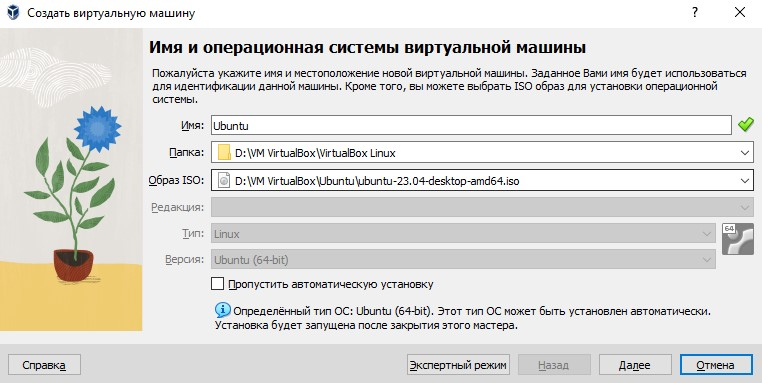 Создать виртуальную машину
Имя и операционная системы виртуальной машины
Пожалуйста укажите имя и местоположение новой виртуальной машины. Заданное Вами имя будет использоваться
для идентификации данной машины. Кроме того, вы можете выбрать ISO образ для установки операционной
системы.
Имя: Ubuntu
Папка: D:\VM VirtualBox\VirtualBox Linux
Образ ISO: D:\VM VirtualBox\Ubuntu\ubuntu-23.04-desktop-amd64.iso
Редакция:
Тип: Linux
64
Версия: Ubuntu (64-bit)
Пропустить автоматическую установку
Определённый тип ОС: Ubuntu (64-bit). Этот тип ОС может быть установлен автоматически.
Установка будет запущена после закрытия этого мастера.
Справка Экспертный режим Назад Далее Отмена